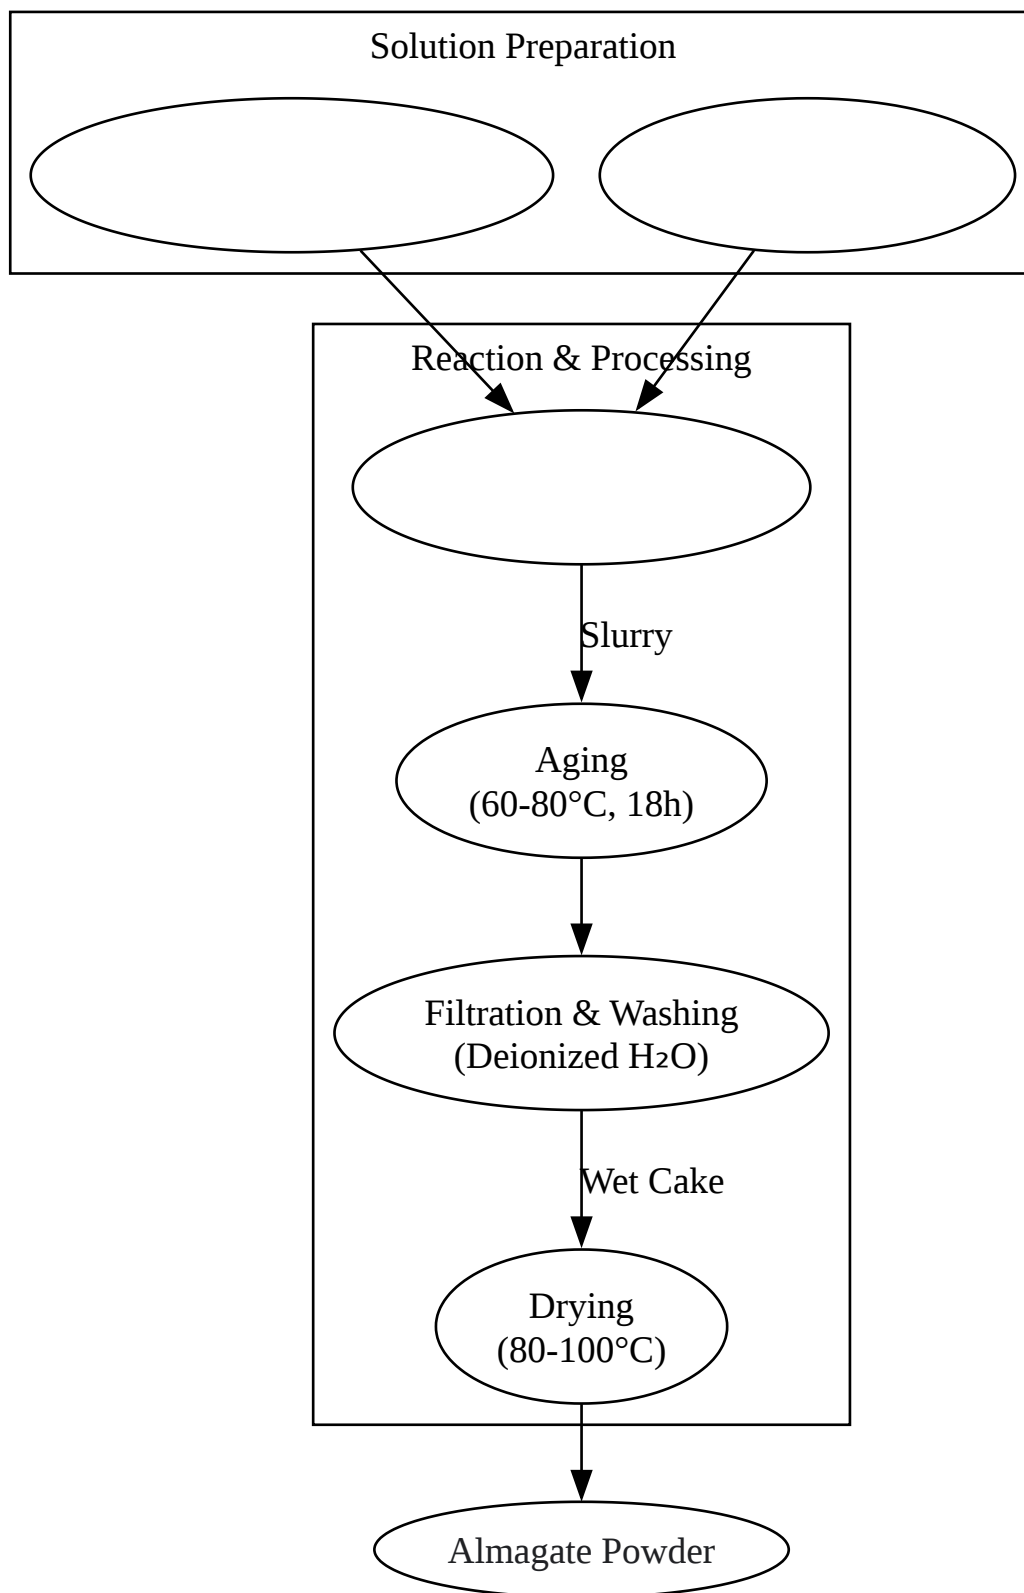 Solution Preparation
Reaction & Processing
Slurry
Aging
(60-80°C, 18h)
Filtration & Washing
(Deionized H₂O)
Wet Cake
Drying
(80-100°C)
Almagate Powder